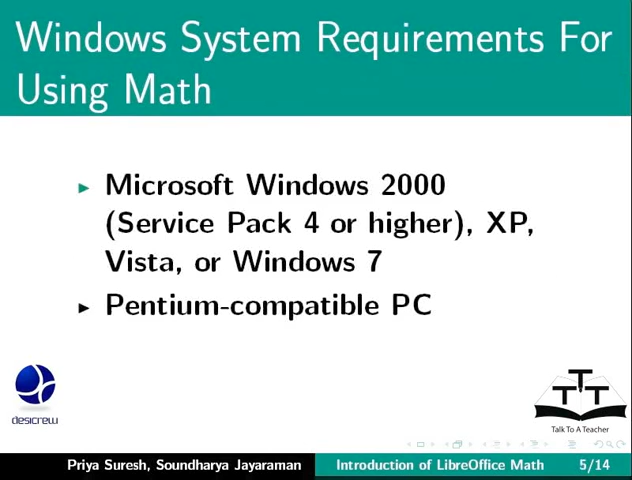 Windows System Requirements For
Using Math
Microsoft Windows 2000
(Service Pack 4 or higher), XP,
Vista, or Windows 7
Pentium-compatible PC
desicrew
TTT
Talk To A Teacher
Priya Suresh, Soundharya Jayaraman
Introduction of LibreOffice Math
5/14